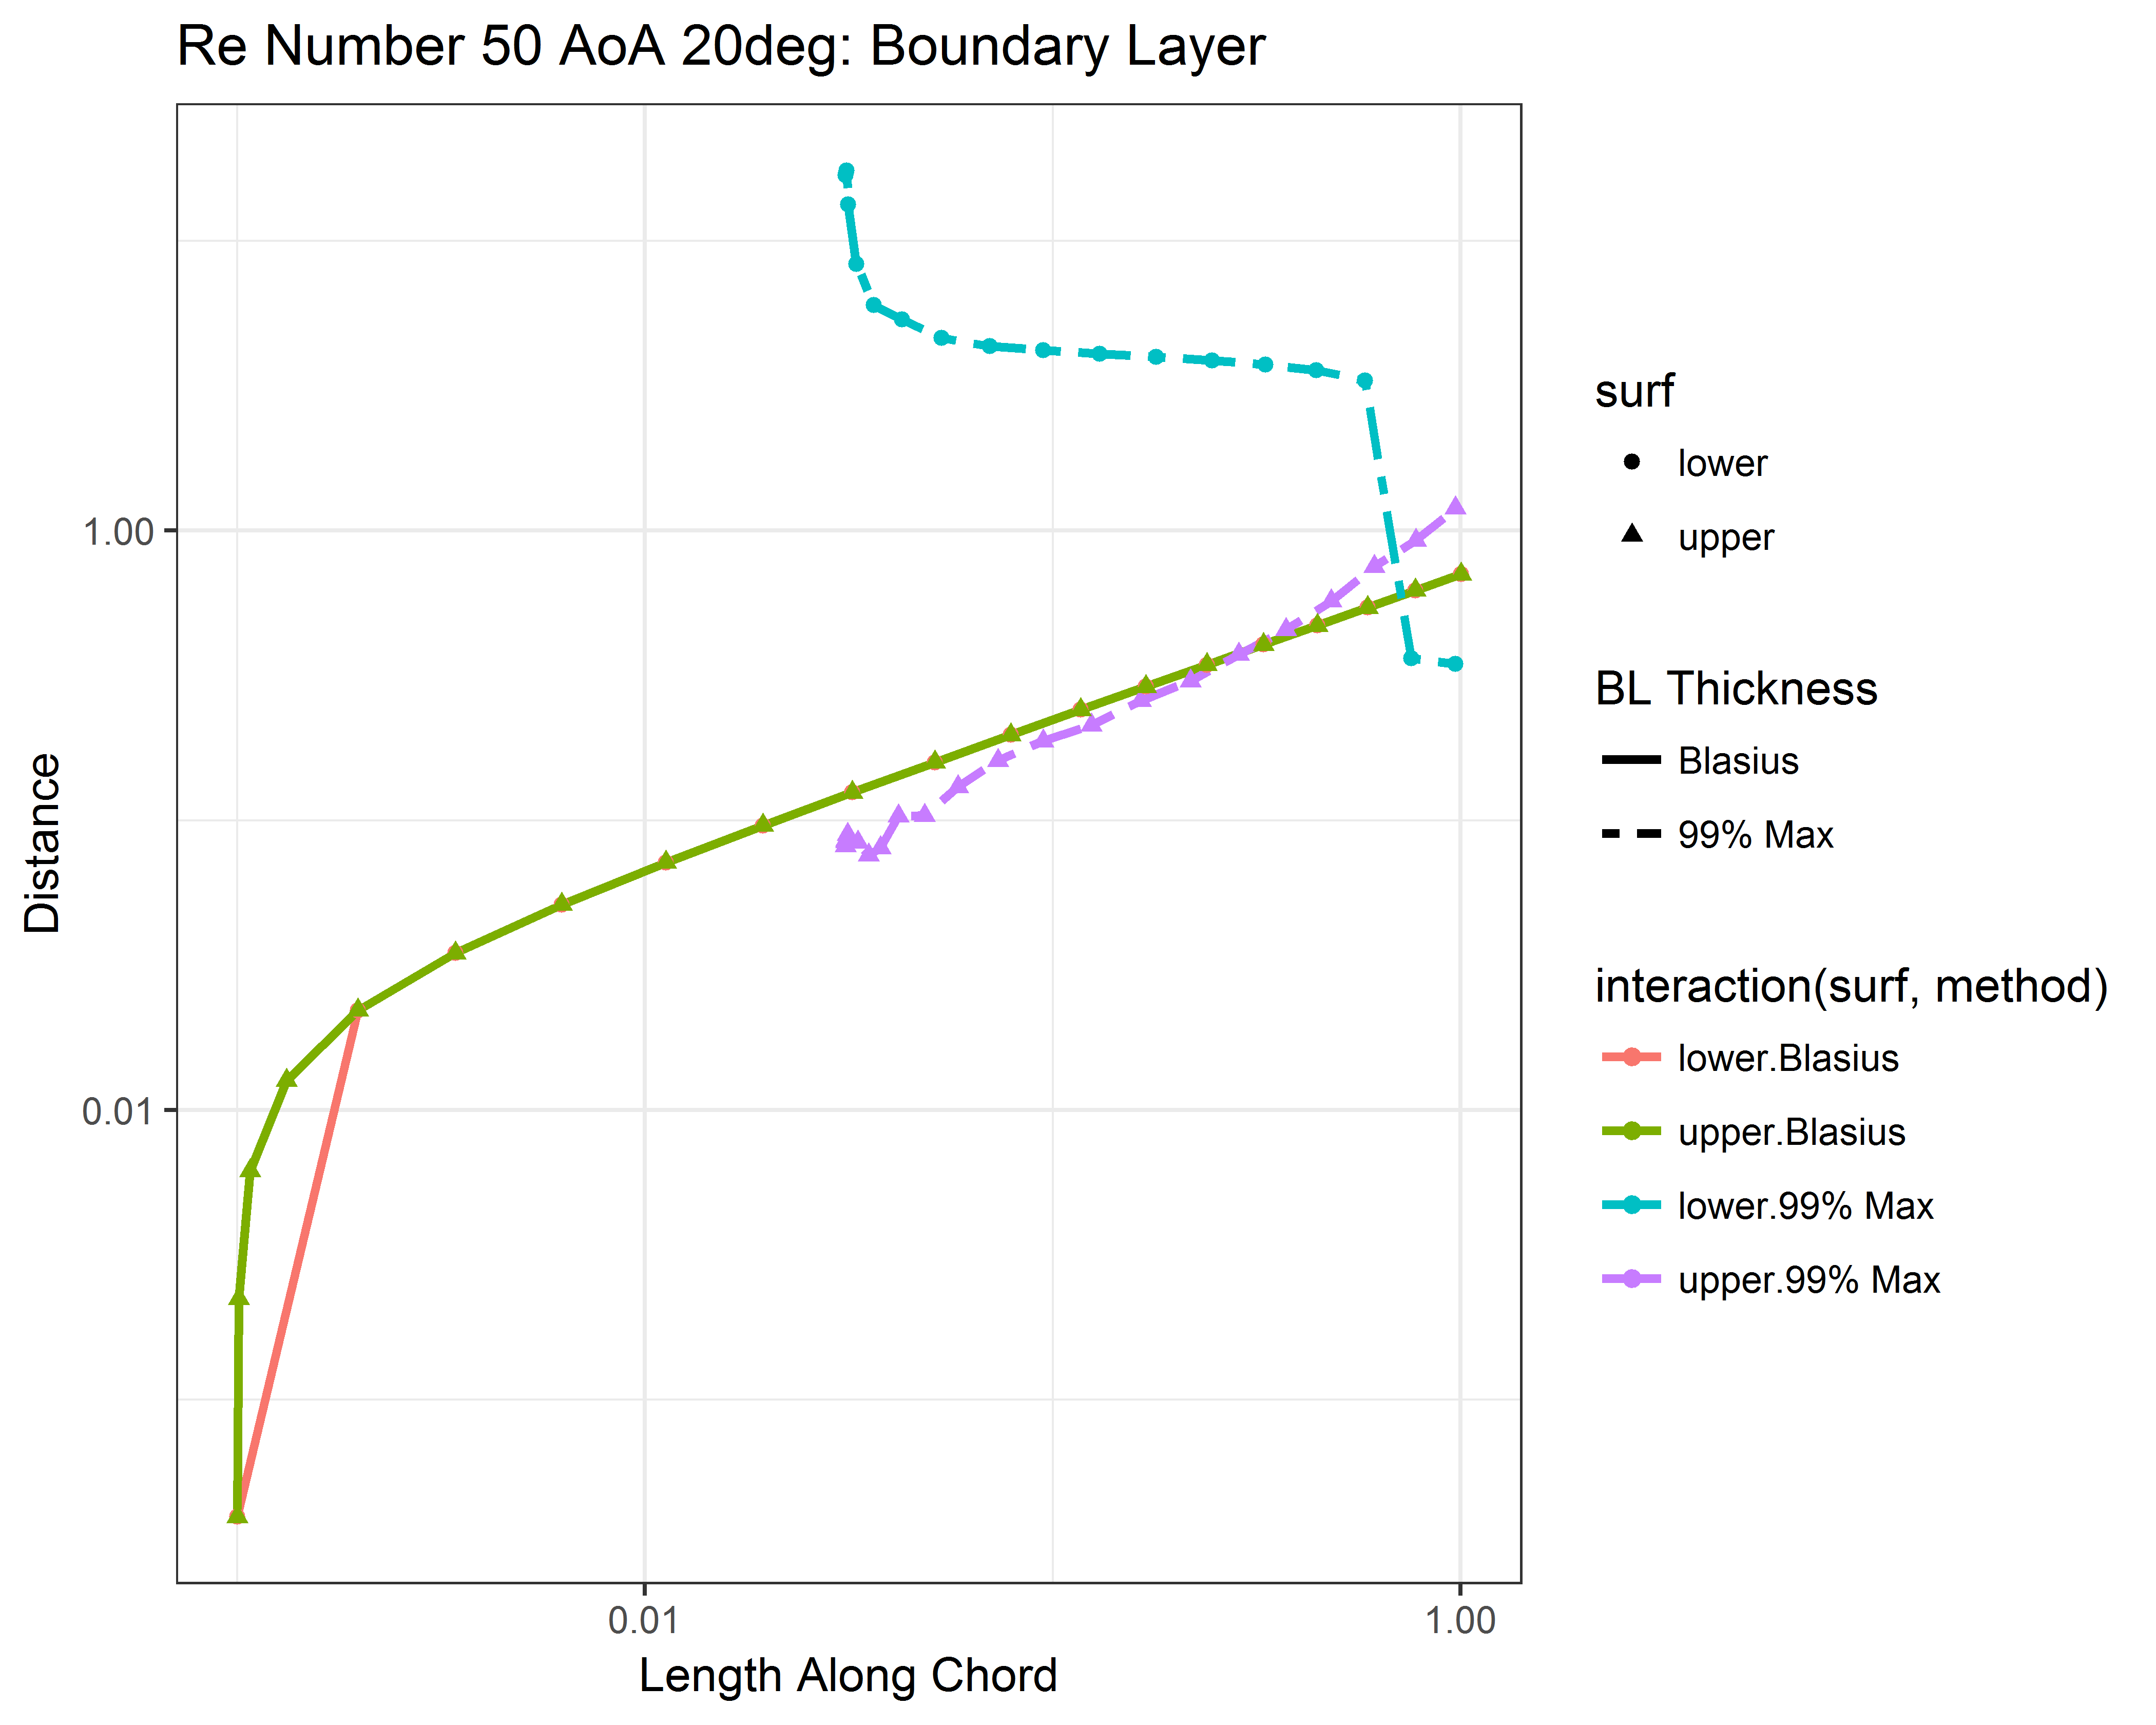 Re Number 50 AoA 20deg: Boundary Layer
Distance
1.00
0.01
0.01
1.00
Length Along Chord
surf
lower
upper
BL Thickness
Blasius
99% Max
interaction(surf, method)
lower.Blasius
upper.Blasius
lower.99% Max
upper.99% Max